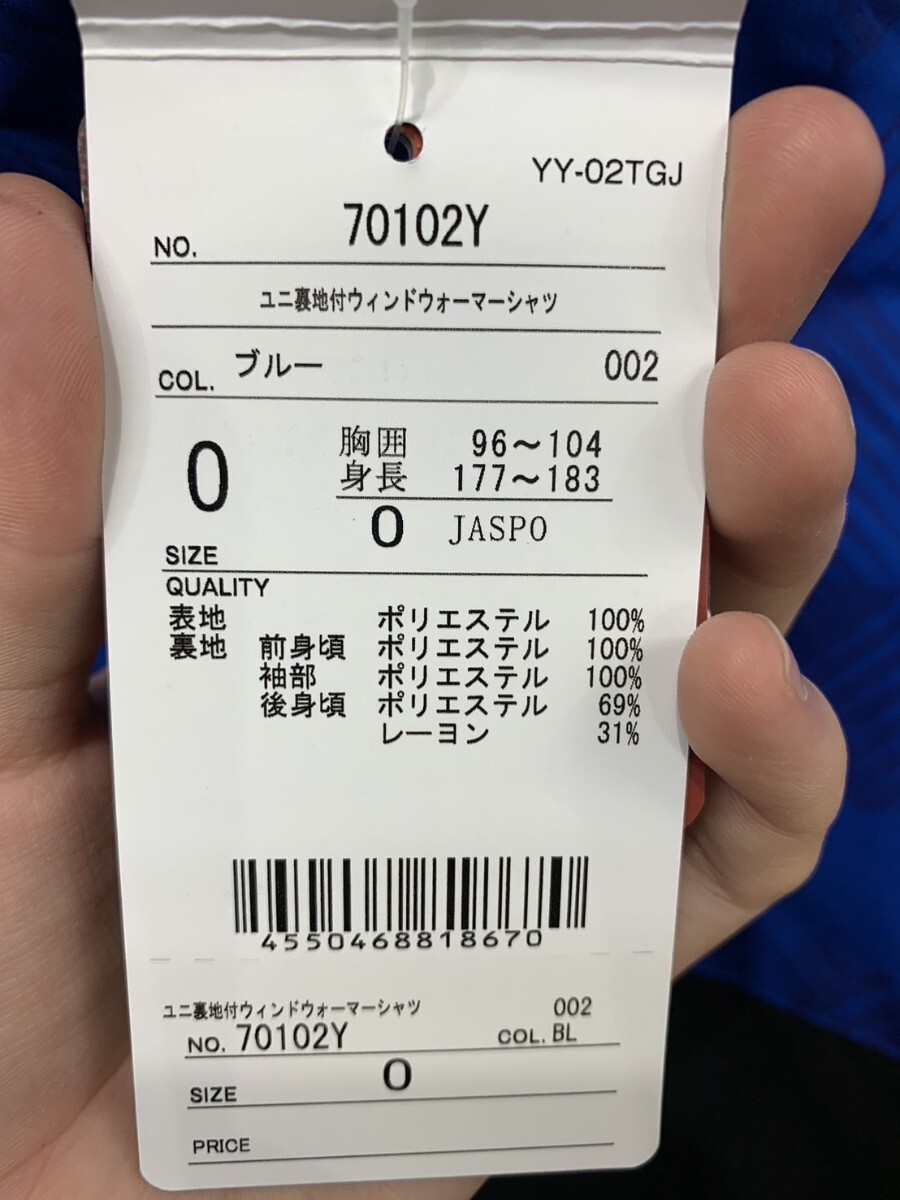 YY-02TGJ
NO. 70102Y
ユニ裏地付ウィンドウォーマーシャツ
COL. ブルー 002
胸囲 96～104
身長 177～183
0
O JASPO
SIZE
QUALITY
表地 ポリエステル 100%
裏地 前身頃 ポリエステル 100%
袖部 ポリエステル 100%
後身頃 ポリエステル 69%
レーヨン 31%
4550468818670
ユニ裏地付ウィンドウォーマーシャツ 002
NO. 70102Y COL. BL
SIZE O
PRICE